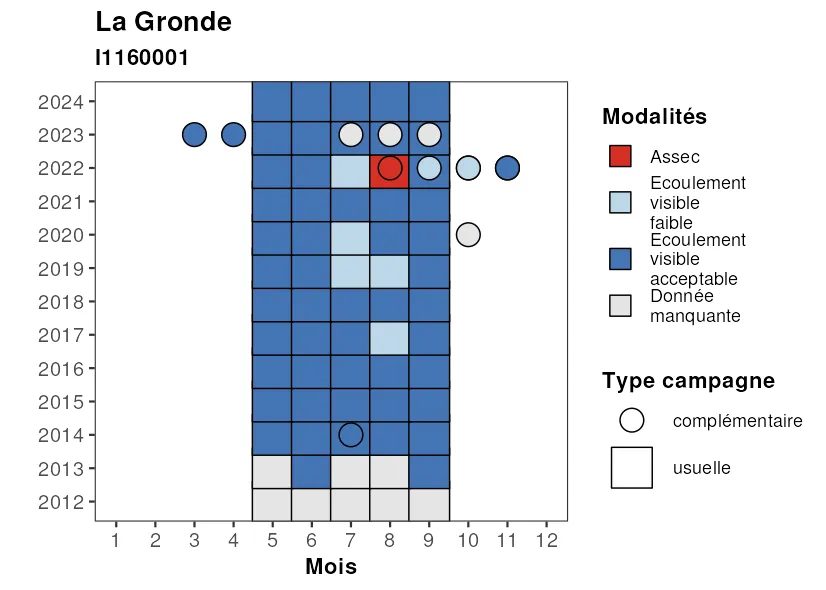 La Gronde
I1160001
2024
2023
2022
2021
2020
2019
2018
2017
2016
2015
2014
2013
2012
1 2 3 4 5 6 7 8 9 10 11 12
Mois
Modalités
Assec
Ecoulement
visible
faible
Ecoulement
visible
acceptable
Donnée
manquante
Type campagne
complémentaire
usuelle